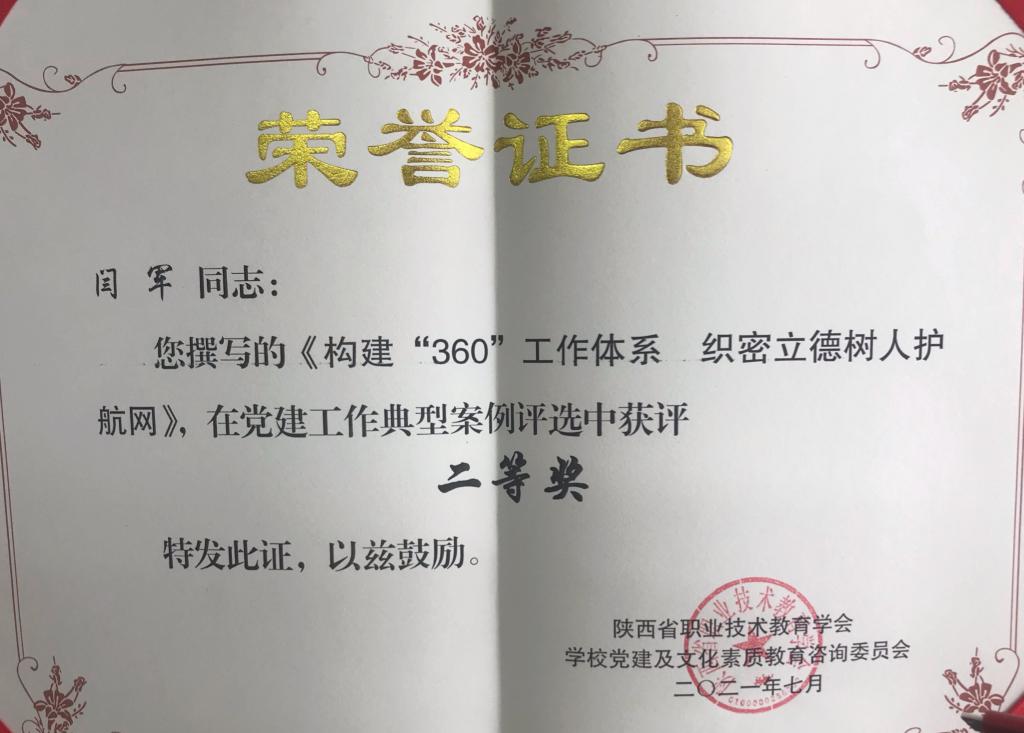 荣誉证书
闫 军 同志：
您撰写的《构建“360”工作体系 织密立德树人护
航网》，在党建工作典型案例评选中获评
二等奖
特发此证，以兹鼓励。
陕西省职业技术教育学会
学校党建及文化素质教育咨询委员会
二〇二一年七月